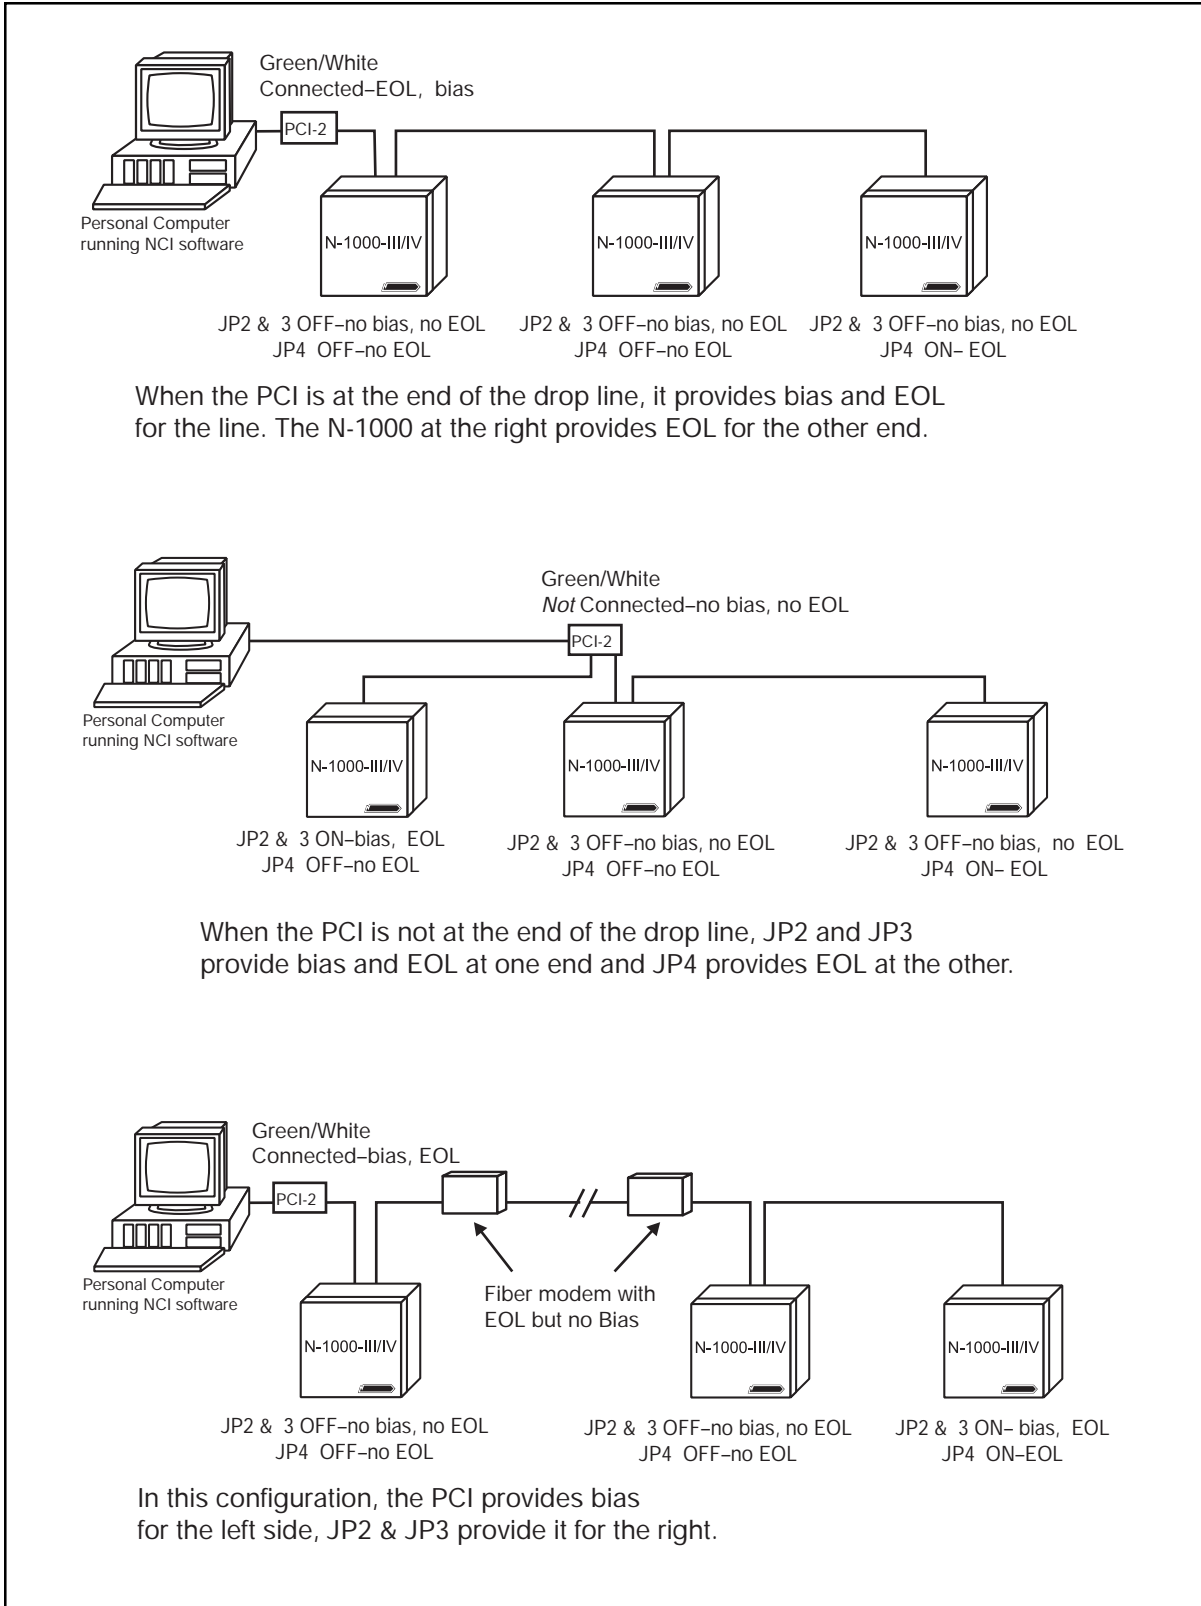 Green/White
Connected–EOL, bias
PCI-2
Personal Computer
running NCI software
N-1000-III/IV
N-1000-III/IV
N-1000-III/IV
JP2 & 3 OFF–no bias, no EOL
JP4 OFF–no EOL
JP2 & 3 OFF–no bias, no EOL
JP4 OFF–no EOL
JP2 & 3 OFF–no bias, no EOL
JP4 ON– EOL
When the PCI is at the end of the drop line, it provides bias and EOL
for the line. The N-1000 at the right provides EOL for the other end.
Green/White
Not Connected–no bias, no EOL
PCI-2
Personal Computer
running NCI software
N-1000-III/IV
N-1000-III/IV
N-1000-III/IV
JP2 & 3 ON–bias, EOL
JP4 OFF–no EOL
JP2 & 3 OFF–no bias, no EOL
JP4 OFF–no EOL
JP2 & 3 OFF–no bias, no EOL
JP4 ON– EOL
When the PCI is not at the end of the drop line, JP2 and JP3
provide bias and EOL at one end and JP4 provides EOL at the other.
Green/White
Connected–bias, EOL
PCI-2
Personal Computer
running NCI software
Fiber modem with
EOL but no Bias
N-1000-III/IV
N-1000-III/IV
N-1000-III/IV
JP2 & 3 OFF–no bias, no EOL
JP4 OFF–no EOL
JP2 & 3 OFF–no bias, no EOL
JP4 OFF–no EOL
JP2 & 3 ON– bias, EOL
JP4 ON–EOL
In this configuration, the PCI provides bias
for the left side, JP2 & JP3 provide it for the right.